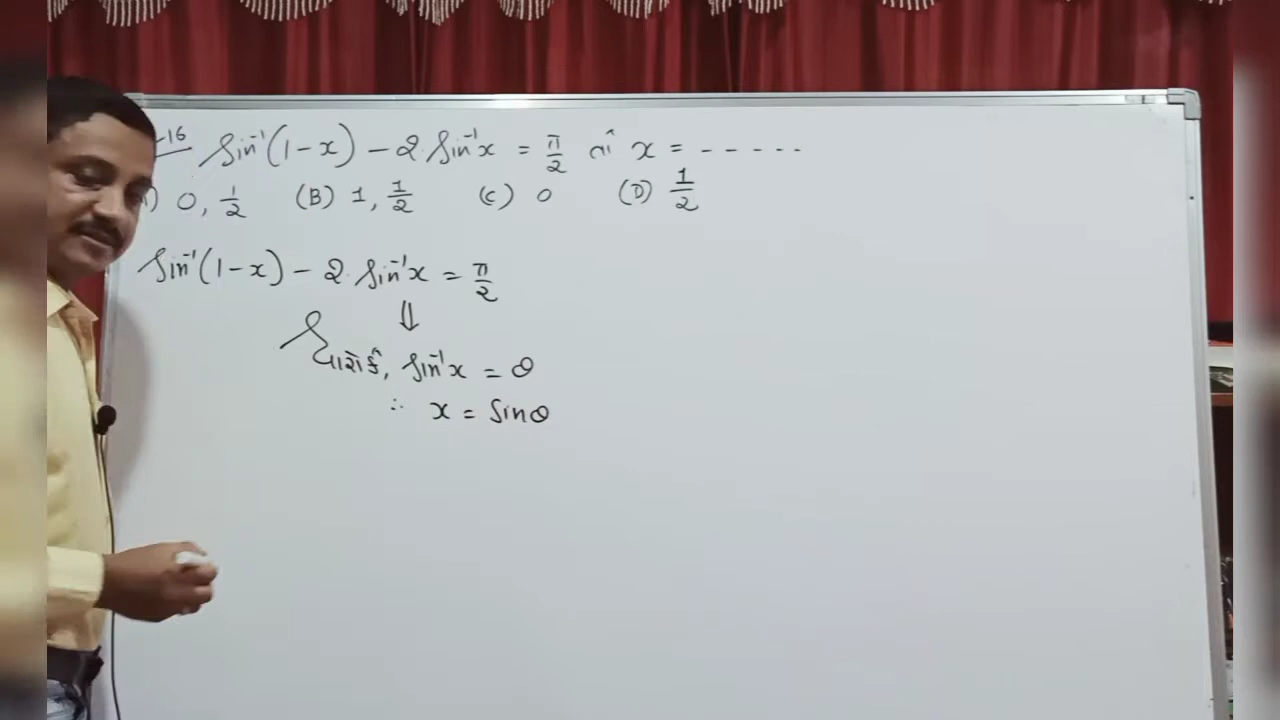 -16 sin⁻¹(1-x) - 2 sin⁻¹x = π/2 તો x = - - - - -
) 0, 1/2 (B) 1, 1/2 (C) 0 (D) 1/2
sin⁻¹(1-x) - 2 sin⁻¹x = π/2
⇓
ધારોકે, sin⁻¹x = θ
∴ x = sinθ